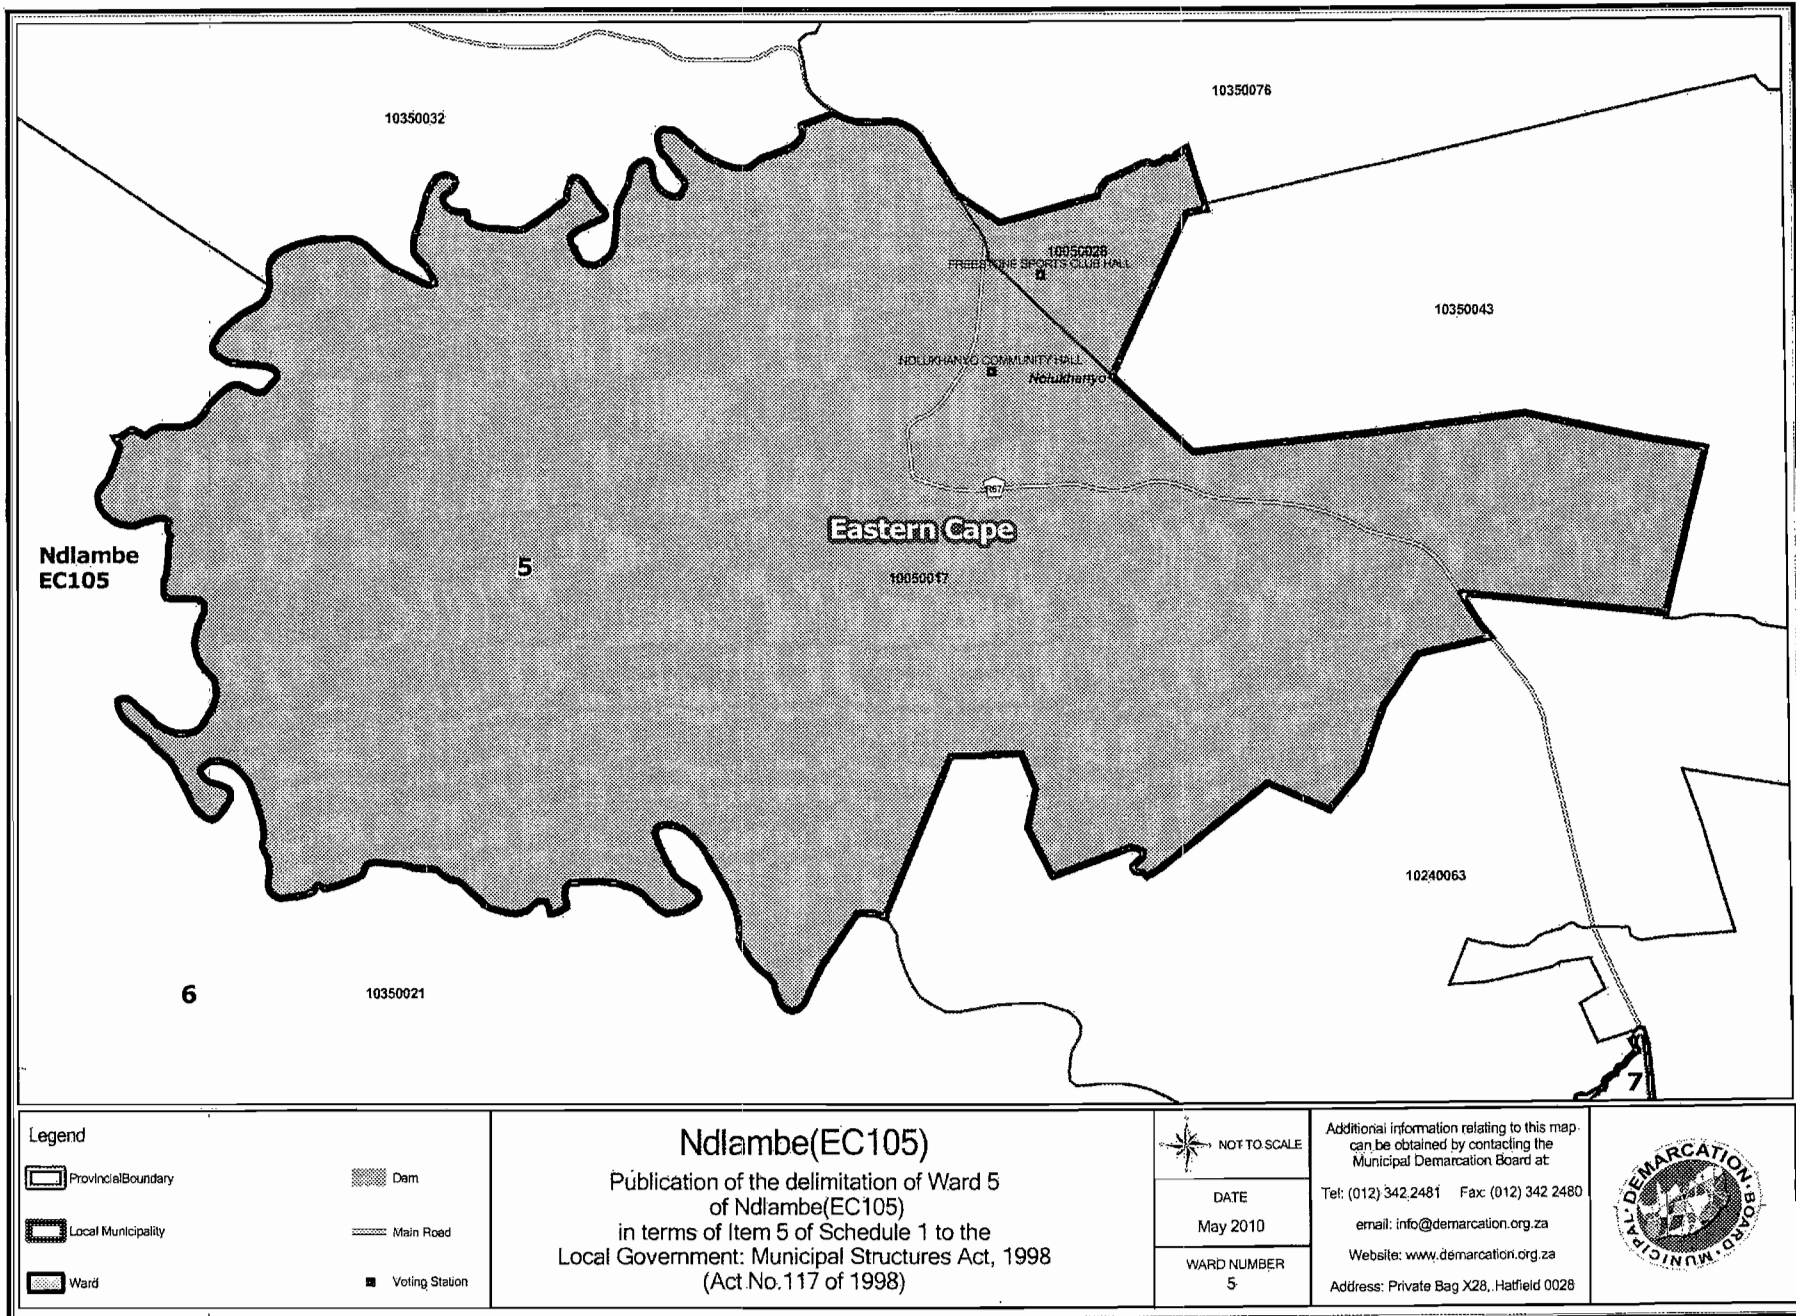 10350032
10350076
10050028
FREESTONE SPORTS CLUB HALL
10350043
NOLUKHANYO COMMUNITY HALL
Nolukhanyo
R67
Eastern Cape
Ndlambe
EC105
5
10050017
10240063
6
10350021
7
Legend
ProvincialBoundary
Dam
Local Municipality
Main Road
Ward
Voting Station
Ndlambe(EC105)
Publication of the delimitation of Ward 5
of Ndlambe(EC105)
in terms of Item 5 of Schedule 1 to the
Local Government: Municipal Structures Act, 1998
(Act No.117 of 1998)
NOT TO SCALE
DATE
May 2010
WARD NUMBER
5
Additional information relating to this map
can be obtained by contacting the
Municipal Demarcation Board at:
Tel: (012) 342 2481 Fax: (012) 342 2480
email: info@demarcation.org.za
Website: www.demarcation.org.za
Address: Private Bag X28, Hatfield 0028
MUNICIPAL DEMARCATION BOARD